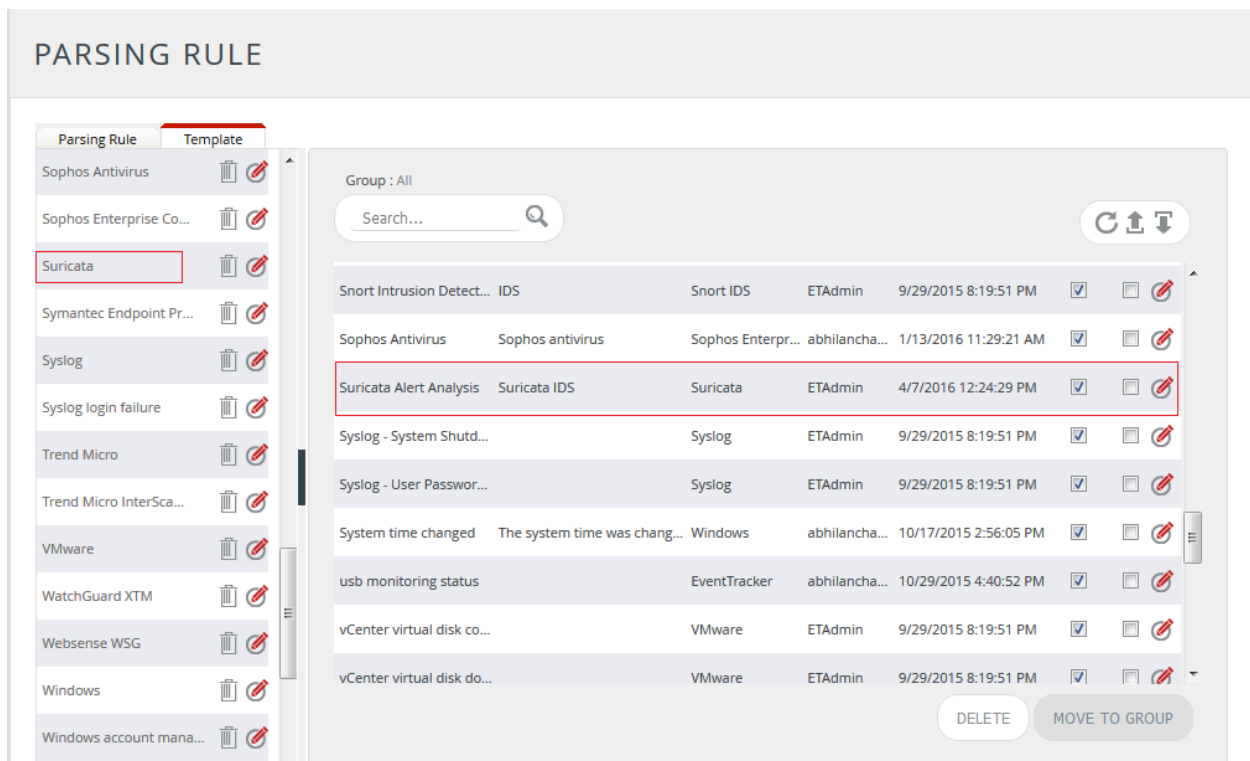 PARSING RULE
Parsing Rule Template
Sophos Antivirus
Sophos Enterprise Co...
Suricata
Symantec Endpoint Pr...
Syslog
Syslog login failure
Trend Micro
Trend Micro InterSca...
VMware
WatchGuard XTM
Websense WSG
Windows
Windows account mana...
Group : All
Search...
Snort Intrusion Detect... IDS Snort IDS ETAdmin 9/29/2015 8:19:51 PM
Sophos Antivirus Sophos antivirus Sophos Enterpr... abhilancha... 1/13/2016 11:29:21 AM
Suricata Alert Analysis Suricata IDS Suricata ETAdmin 4/7/2016 12:24:29 PM
Syslog - System Shutd... Syslog ETAdmin 9/29/2015 8:19:51 PM
Syslog - User Passwor... Syslog ETAdmin 9/29/2015 8:19:51 PM
System time changed The system time was chang... Windows abhilancha... 10/17/2015 2:56:05 PM
usb monitoring status EventTracker abhilancha... 10/29/2015 4:40:52 PM
vCenter virtual disk co... VMware ETAdmin 9/29/2015 8:19:51 PM
vCenter virtual disk do... VMware ETAdmin 9/29/2015 8:19:51 PM
DELETE MOVE TO GROUP